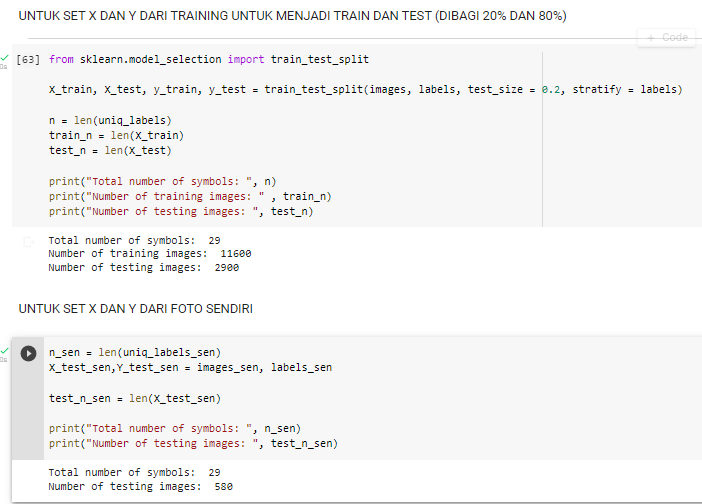 UNTUK SET X DAN Y DARI TRAINING UNTUK MENJADI TRAIN DAN TEST (DIBAGI 20% DAN 80%)
+ Code
[63] from sklearn.model_selection import train_test_split
0s
X_train, X_test, y_train, y_test = train_test_split(images, labels, test_size = 0.2, stratify = labels)
n = len(uniq_labels)
train_n = len(X_train)
test_n = len(X_test)
print("Total number of symbols: ", n)
print("Number of training images: " , train_n)
print("Number of testing images: ", test_n)
Total number of symbols:  29
Number of training images:  11600
Number of testing images:  2900
UNTUK SET X DAN Y DARI FOTO SENDIRI
n_sen = len(uniq_labels_sen)
0s
X_test_sen,Y_test_sen = images_sen, labels_sen
test_n_sen = len(X_test_sen)
print("Total number of symbols: ", n_sen)
print("Number of testing images: ", test_n_sen)
Total number of symbols:  29
Number of testing images:  580